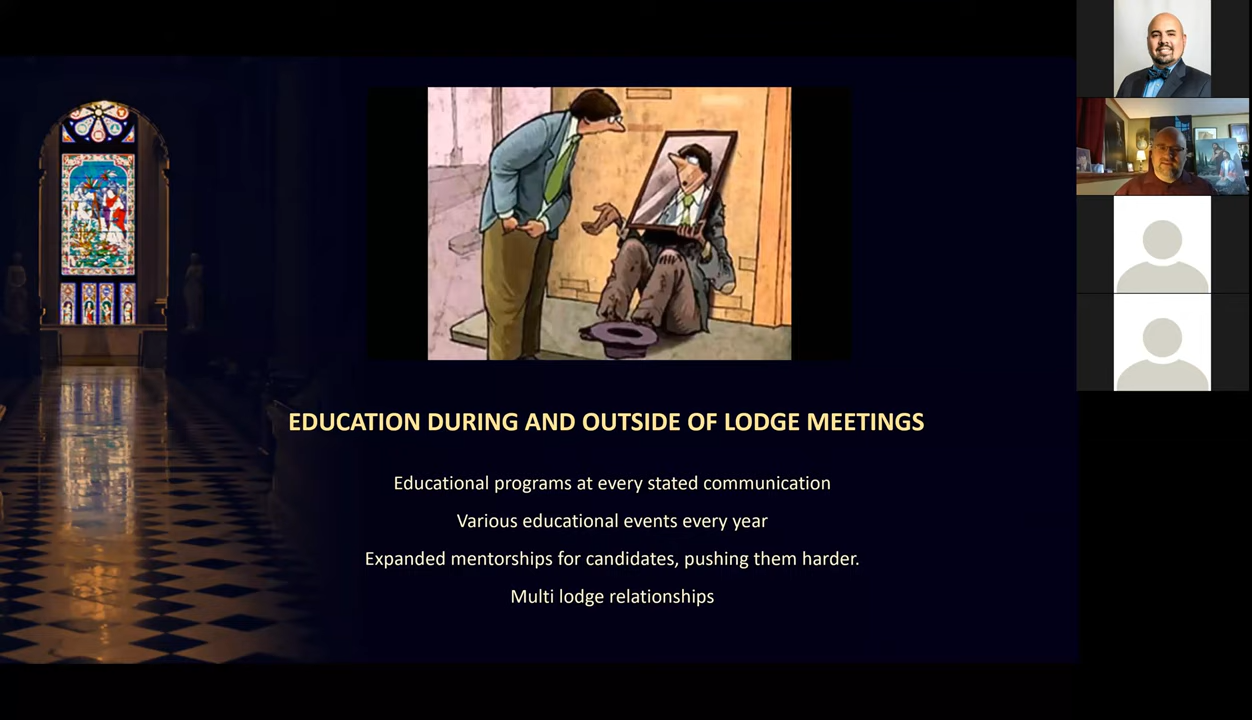 EDUCATION DURING AND OUTSIDE OF LODGE MEETINGS
Educational programs at every stated communication
Various educational events every year
Expanded mentorships for candidates, pushing them harder.
Multi lodge relationships